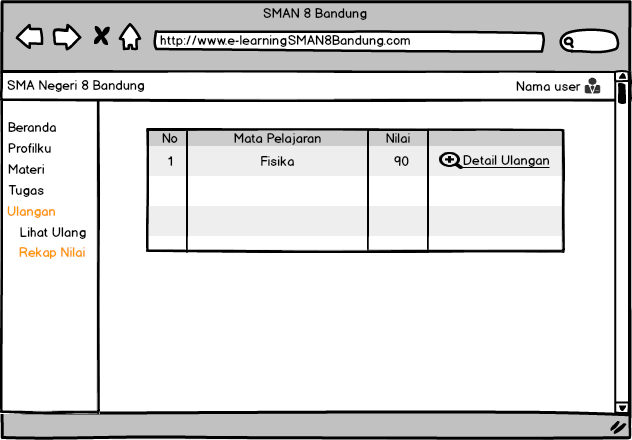 SMAN 8 Bandung
http://www.e-learningSMAN8Bandung.com
SMA Negeri 8 Bandung
Nama user
Beranda
Profilku
Materi
Tugas
Ulangan
Lihat Ulang
Rekap Nilai
No Mata Pelajaran Nilai
1 Fisika 90 Detail Ulangan